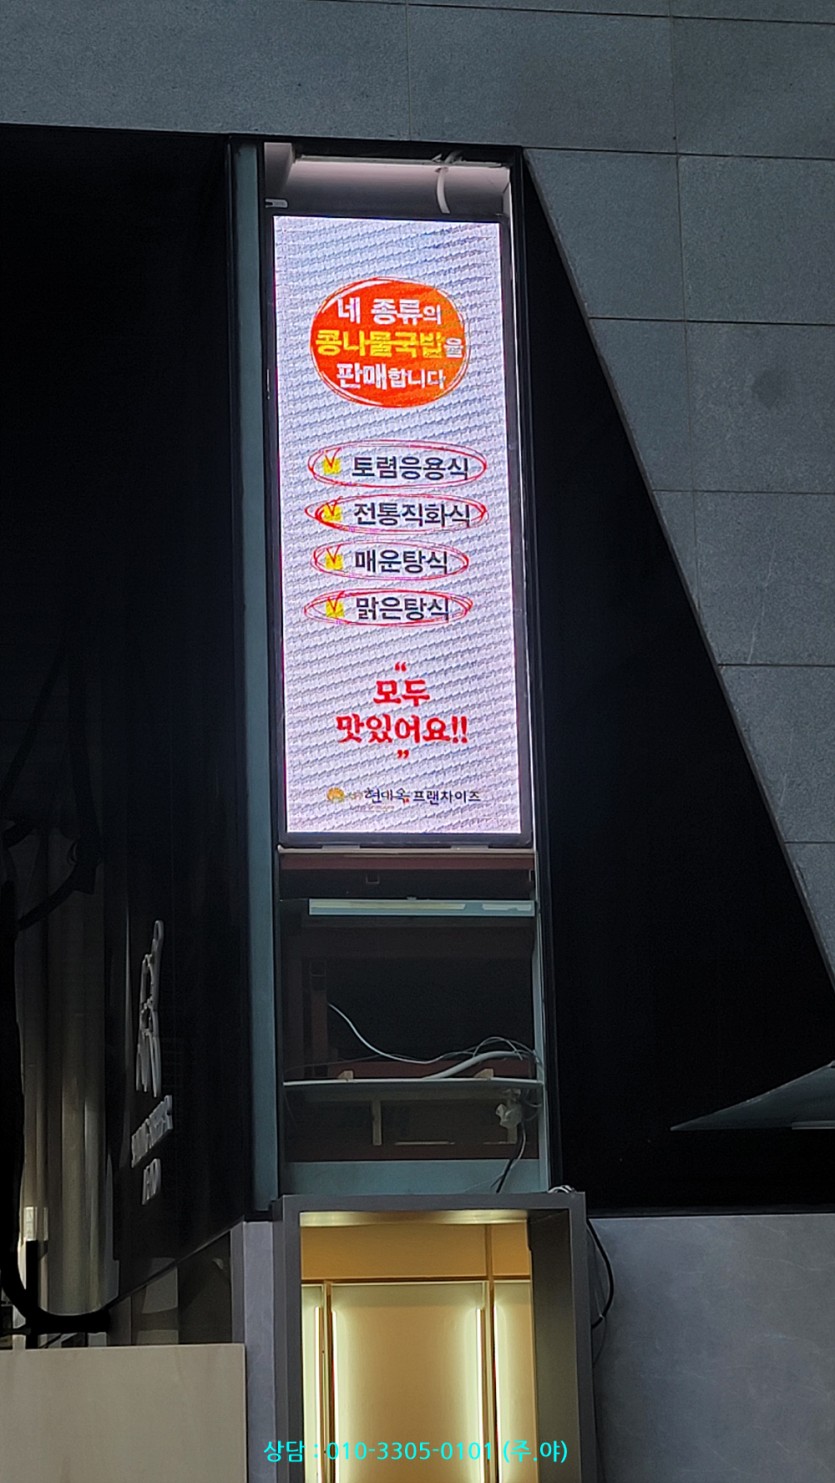 네 종류의
콩나물국밥을
판매합니다
토렴응용식
전통직화식
매운탕식
맑은탕식
“
모두
맛있어요!!
”
현대옥 프랜차이즈
상담 : 010-3305-0101 (주.야)